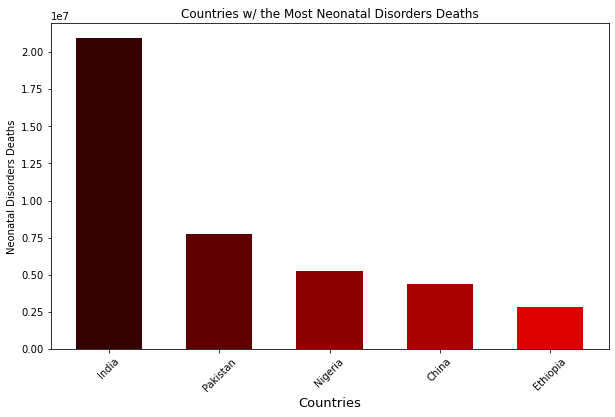 Countries w/ the Most Neonatal Disorders Deaths
1e7
2.00
1.75
1.50
1.25
1.00
0.75
0.50
0.25
0.00
Neonatal Disorders Deaths
India
Pakistan
Nigeria
China
Ethiopia
Countries